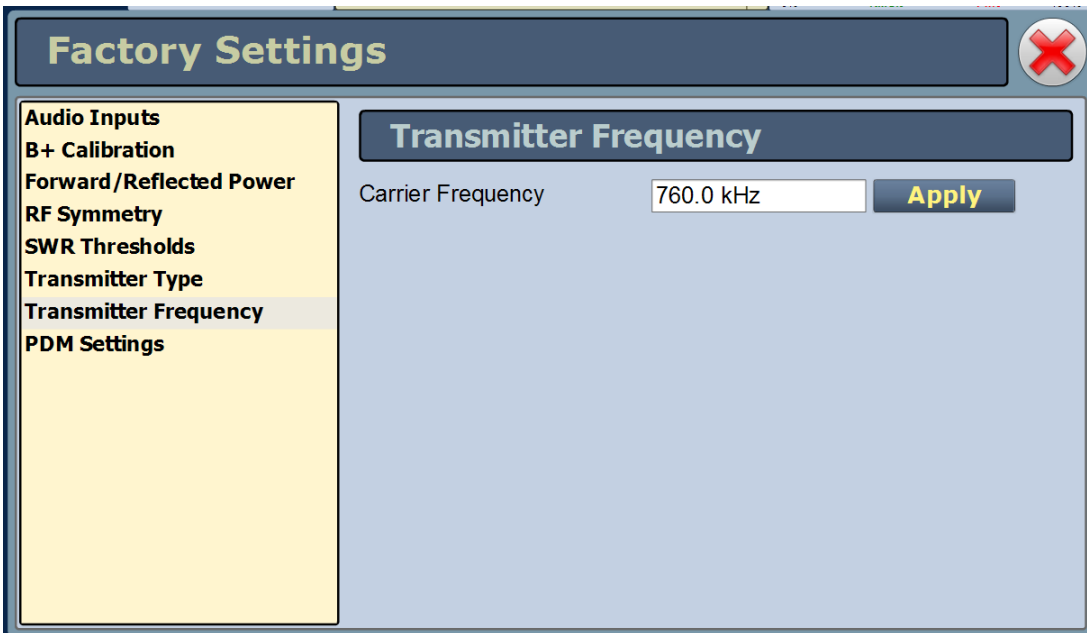 Factory Settings
Audio Inputs
B+ Calibration
Forward/Reflected Power
RF Symmetry
SWR Thresholds
Transmitter Type
Transmitter Frequency
PDM Settings
Transmitter Frequency
Carrier Frequency 760.0 kHz Apply